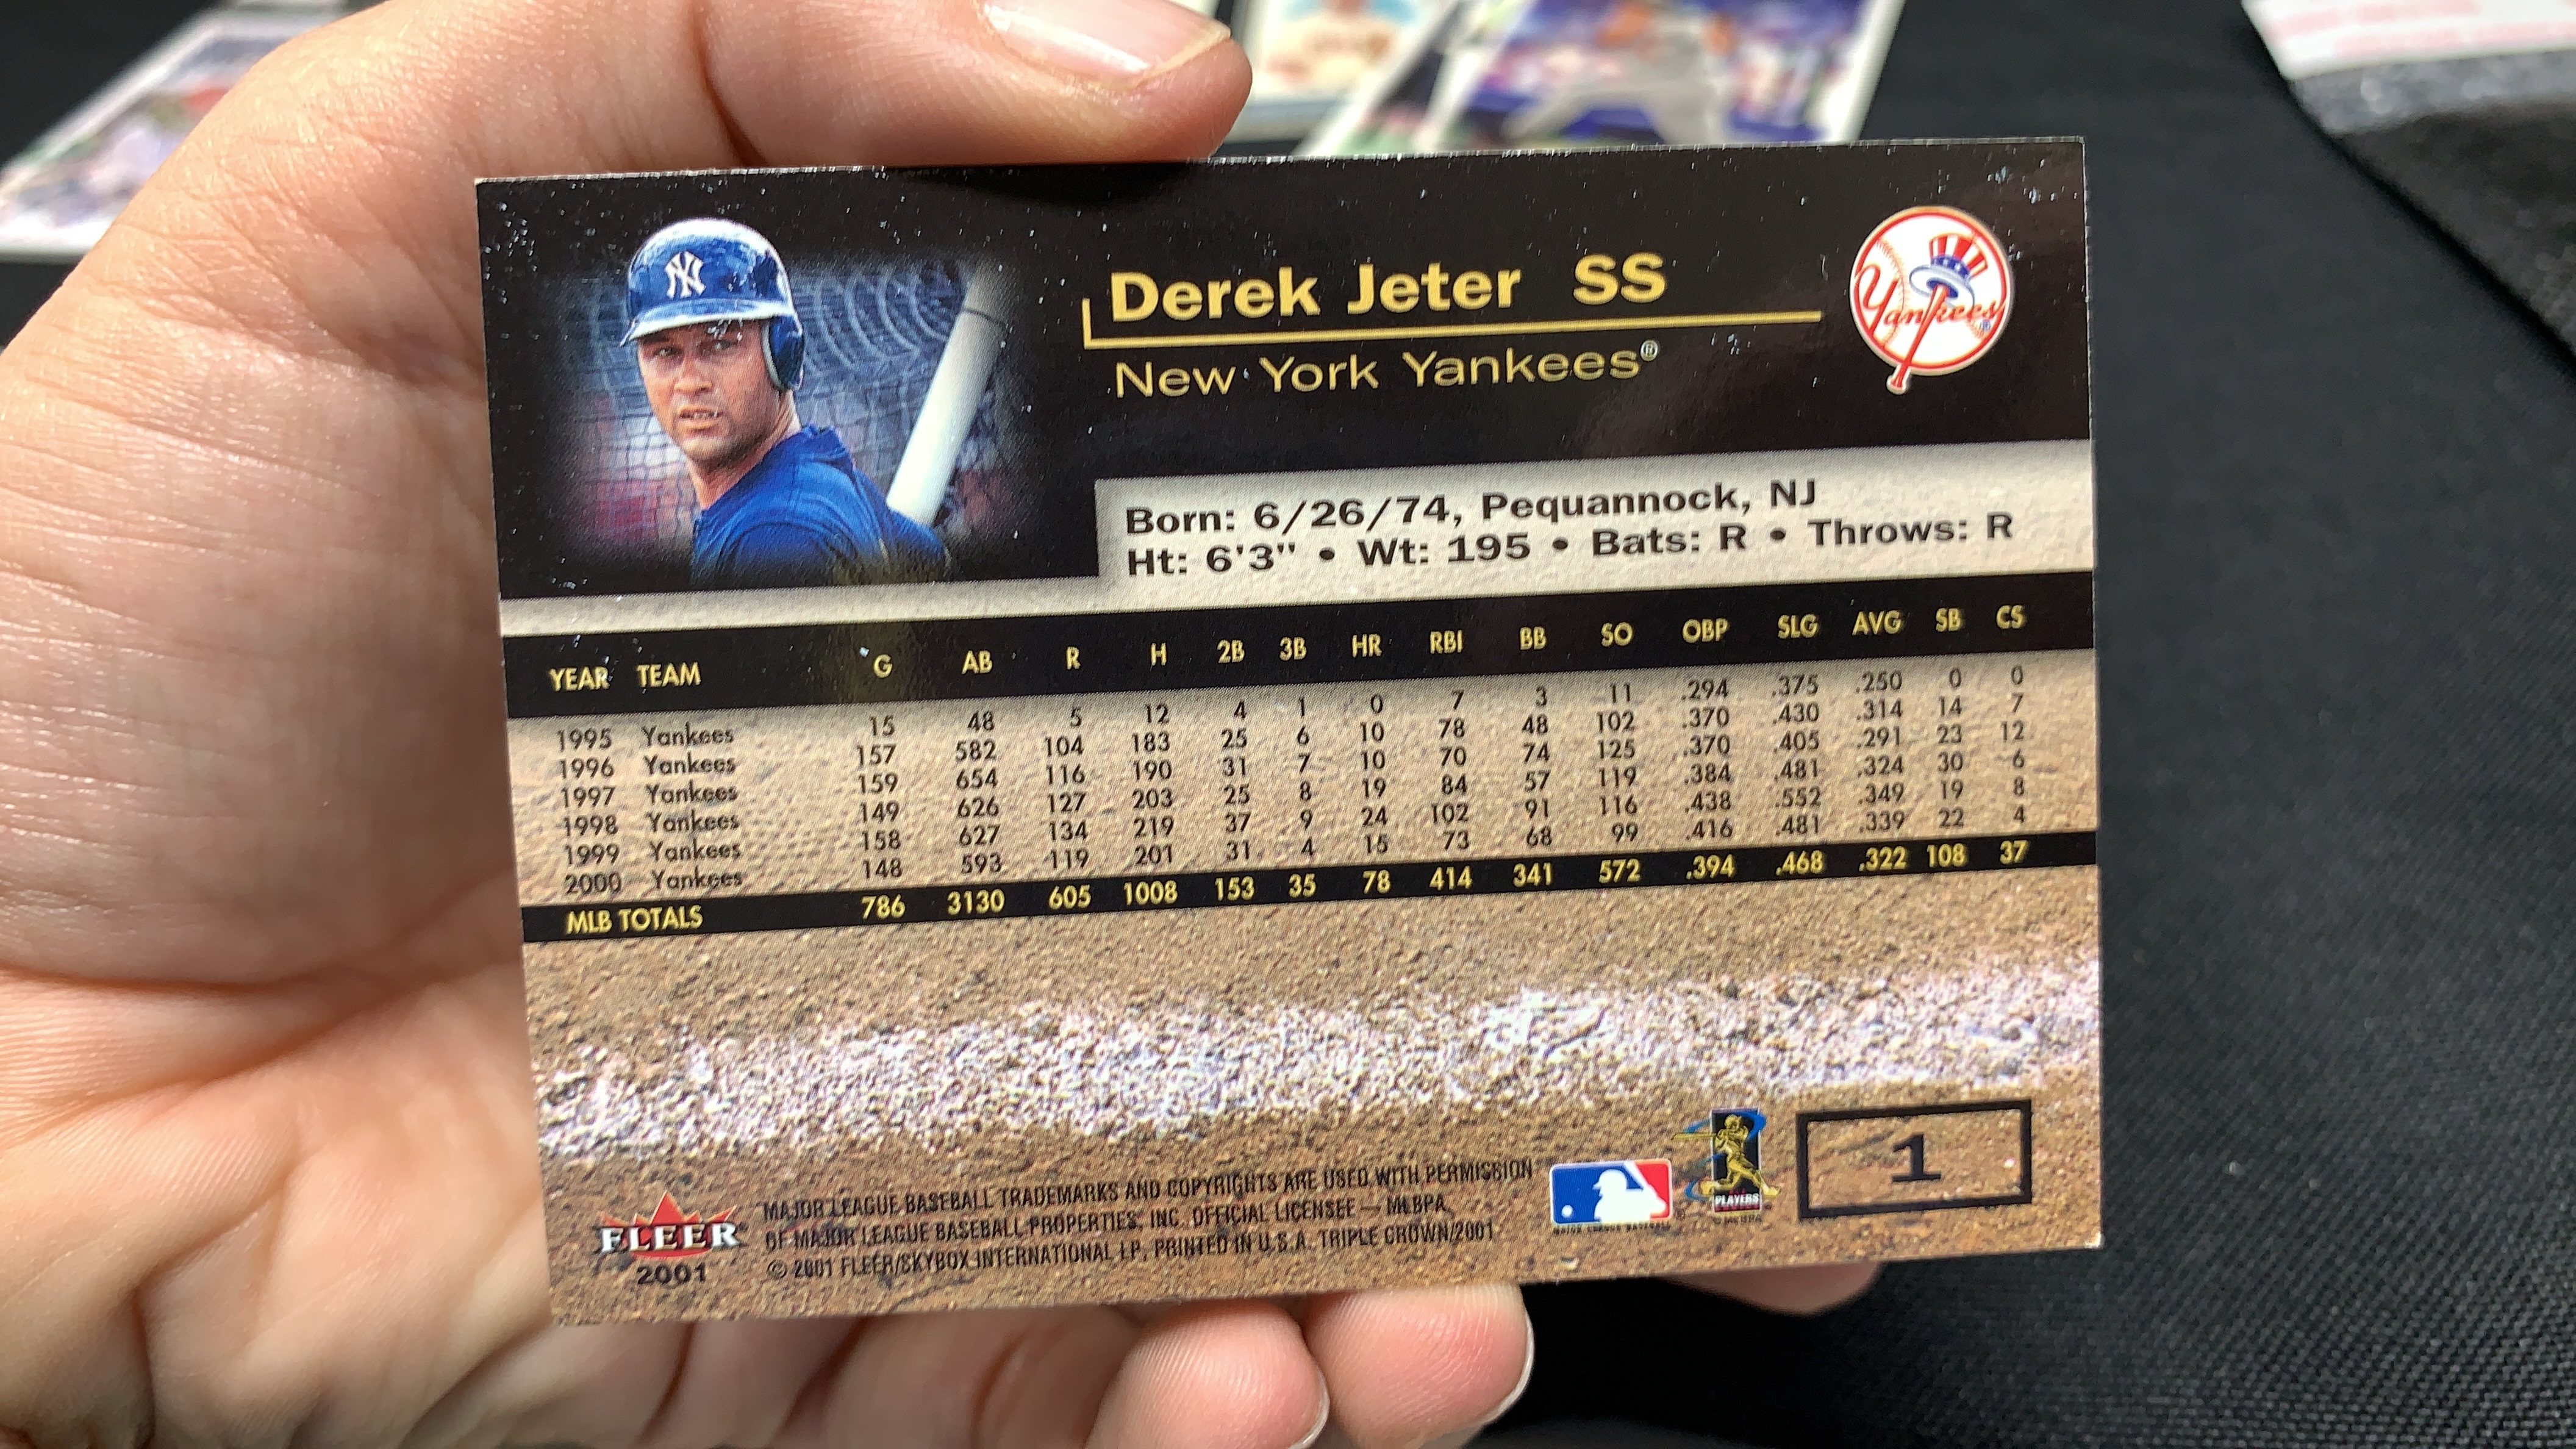 NY
Derek Jeter SS
New York Yankees®
Yankees®
Born: 6/26/74, Pequannock, NJ
Ht: 6'3" • Wt: 195 • Bats: R • Throws: R
YEAR TEAM G AB R H 2B 3B HR RBI BB SO OBP SLG AVG SB CS
1995 Yankees 15 48 5 12 4 1 0 7 3 11 .294 .375 .250 0 0
1996 Yankees 157 582 104 183 25 6 10 78 48 102 .370 .430 .314 14 7
1997 Yankees 159 654 116 190 31 7 10 70 74 125 .370 .405 .291 23 12
1998 Yankees 149 626 127 203 25 8 19 84 57 119 .384 .481 .324 30 6
1999 Yankees 158 627 134 219 37 9 24 102 91 116 .438 .552 .349 19 8
2000 Yankees 148 593 119 201 31 4 15 73 68 99 .416 .481 .339 22 4
MLB TOTALS 786 3130 605 1008 153 35 78 414 341 572 .394 .468 .322 108 37
FLEER
2001
MAJOR LEAGUE BASEBALL TRADEMARKS AND COPYRIGHTS ARE USED WITH PERMISSION
OF MAJOR LEAGUE BASEBALL PROPERTIES, INC. OFFICIAL LICENSEE — MLBPA
© 2001 FLEER/SKYBOX INTERNATIONAL LP, PRINTED IN U.S.A. TRIPLE CROWN/2001
MAJOR LEAGUE BASEBALL
PLAYERS
1